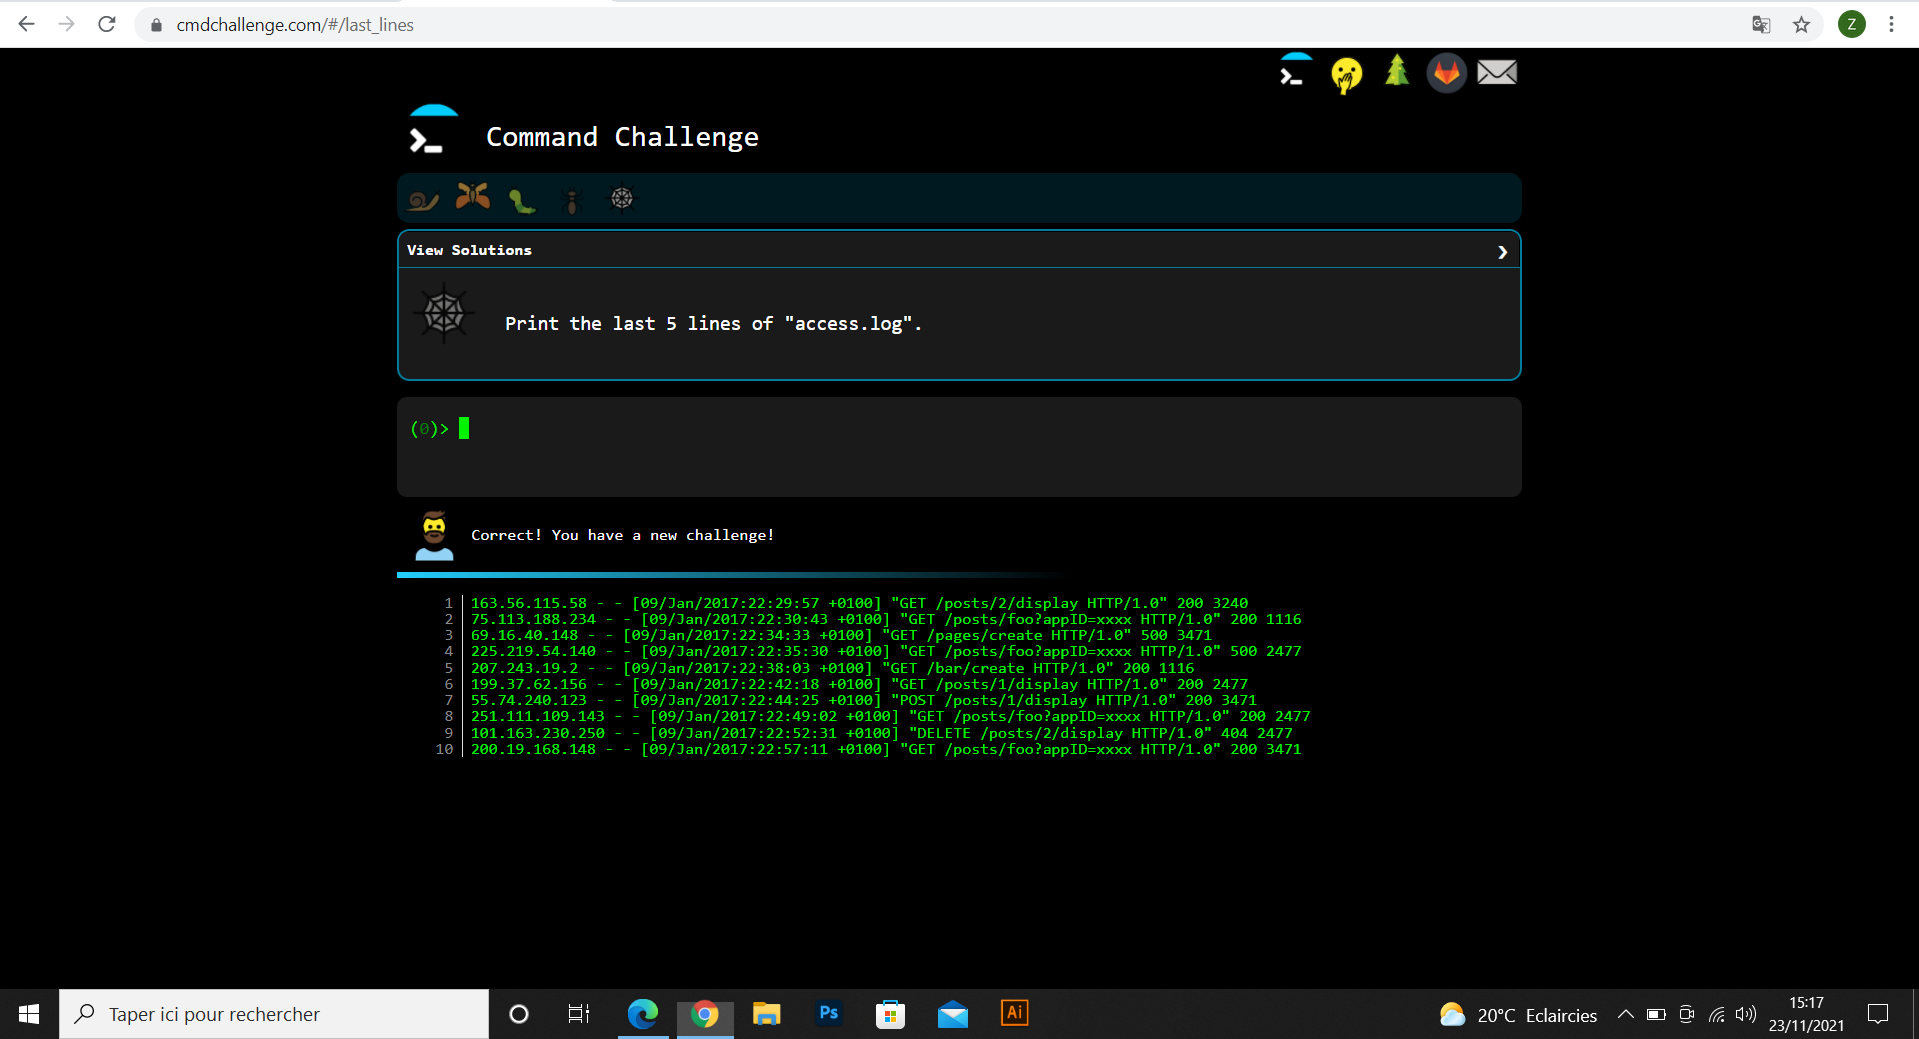 cmdchallenge.com/#/last_lines
Z
Command Challenge
View Solutions
Print the last 5 lines of "access.log".
(0)>
Correct! You have a new challenge!
1 163.56.115.58 - - [09/Jan/2017:22:29:57 +0100] "GET /posts/2/display HTTP/1.0" 200 3240
2 75.113.188.234 - - [09/Jan/2017:22:30:43 +0100] "GET /posts/foo?appID=xxxx HTTP/1.0" 200 1116
3 69.16.40.148 - - [09/Jan/2017:22:34:33 +0100] "GET /pages/create HTTP/1.0" 500 3471
4 225.219.54.140 - - [09/Jan/2017:22:35:30 +0100] "GET /posts/foo?appID=xxxx HTTP/1.0" 500 2477
5 207.243.19.2 - - [09/Jan/2017:22:38:03 +0100] "GET /bar/create HTTP/1.0" 200 1116
6 199.37.62.156 - - [09/Jan/2017:22:42:18 +0100] "GET /posts/1/display HTTP/1.0" 200 2477
7 55.74.240.123 - - [09/Jan/2017:22:44:25 +0100] "POST /posts/1/display HTTP/1.0" 200 3471
8 251.111.109.143 - - [09/Jan/2017:22:49:02 +0100] "GET /posts/foo?appID=xxxx HTTP/1.0" 200 2477
9 101.163.230.250 - - [09/Jan/2017:22:52:31 +0100] "DELETE /posts/2/display HTTP/1.0" 404 2477
10 200.19.168.148 - - [09/Jan/2017:22:57:11 +0100] "GET /posts/foo?appID=xxxx HTTP/1.0" 200 3471
Taper ici pour rechercher
Ps
Ai
20°C Eclaircies
15:17
23/11/2021